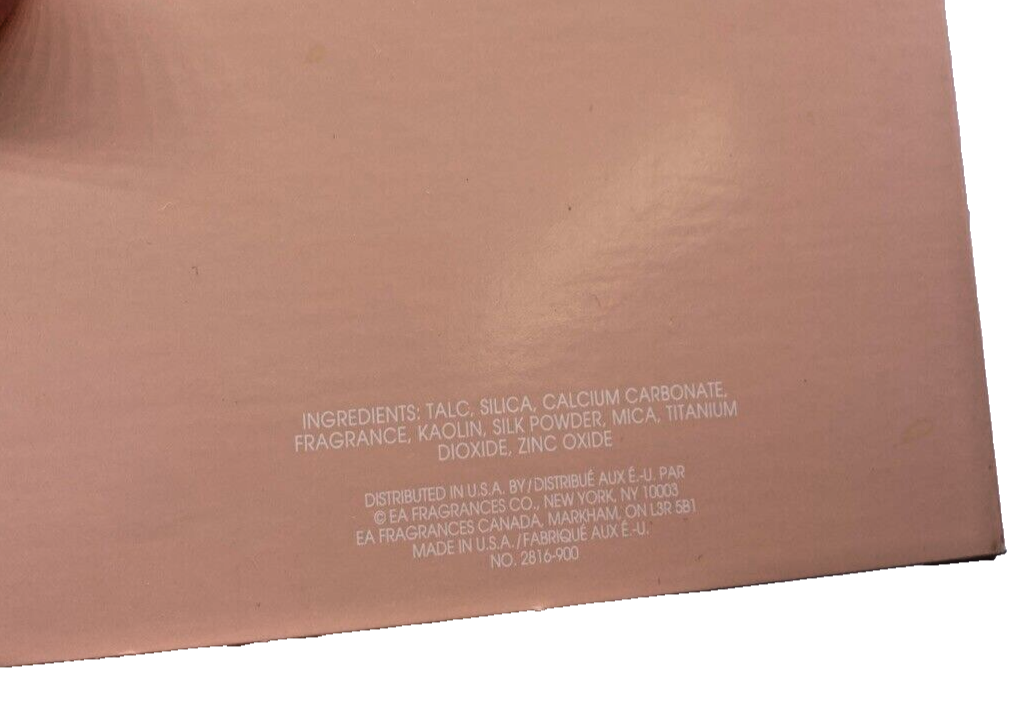 INGREDIENTS: TALC, SILICA, CALCIUM CARBONATE,
FRAGRANCE, KAOLIN, SILK POWDER, MICA, TITANIUM
DIOXIDE, ZINC OXIDE
DISTRIBUTED IN U.S.A. BY/DISTRIBUÉ AUX É.-U. PAR
© EA FRAGRANCES CO., NEW YORK, NY 10003
EA FRAGRANCES CANADA, MARKHAM, ON L3R 5B1
MADE IN U.S.A./FABRIQUÉ AUX É.-U.
NO. 2816-900